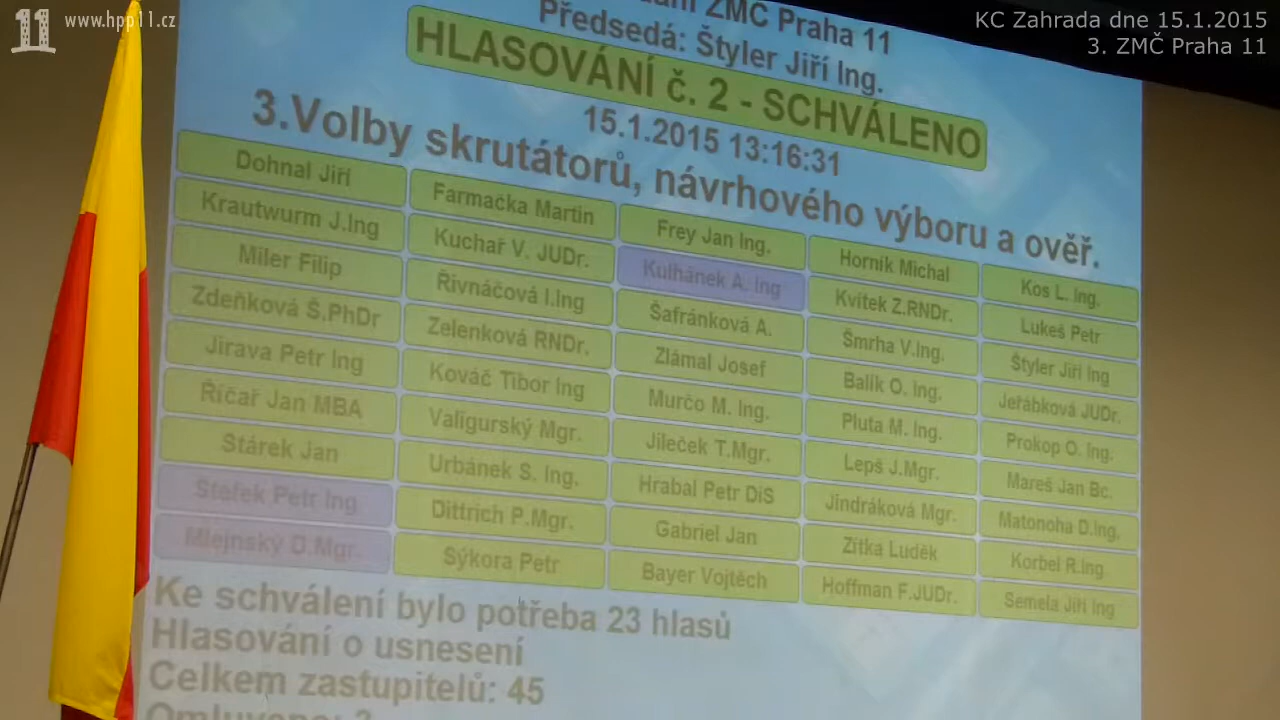 11 www.hpp11.cz
KC Zahrada dne 15.1.2015
3. ZMČ Praha 11
ZMČ Praha 11
Předsedá: Štyler Jiří Ing.
HLASOVÁNÍ č. 2 - SCHVÁLENO
15.1.2015 13:16:31
3.Volby skrutátorů, návrhového výboru a ověř.
Dohnal Jiří Farmačka Martin Frey Jan Ing. Horník Michal Kos L. Ing.
Krautwurm J.Ing Kuchař V. JUDr. Kulhánek A. Ing Kvítek Z.RNDr. Lukeš Petr
Miler Filip Řivnáčová I.Ing Šafránková A. Šmrha V.Ing. Štyler Jiří Ing
Zdeňková Š.PhDr Zelenková RNDr. Zlámal Josef Balík O. Ing. Jeřábková JUDr.
Jirava Petr Ing Kováč Tibor Ing Murčo M. Ing. Pluta M. Ing. Prokop O. Ing.
Říčař Jan MBA Valigurský Mgr. Jileček T.Mgr. Lepš J.Mgr. Mareš Jan Bc.
Stárek Jan Urbánek S. Ing. Hrabal Petr DiS Jindráková Mgr. Matonoha D.Ing.
Štefek Petr Ing Dittrich P.Mgr. Gabriel Jan Zítka Luděk Korbel R.Ing.
Mlejnský D.Mgr. Sýkora Petr Bayer Vojtěch Hoffman F.JUDr. Semela Jiří Ing
Ke schválení bylo potřeba 23 hlasů
Hlasování o usnesení
Celkem zastupitelů: 45